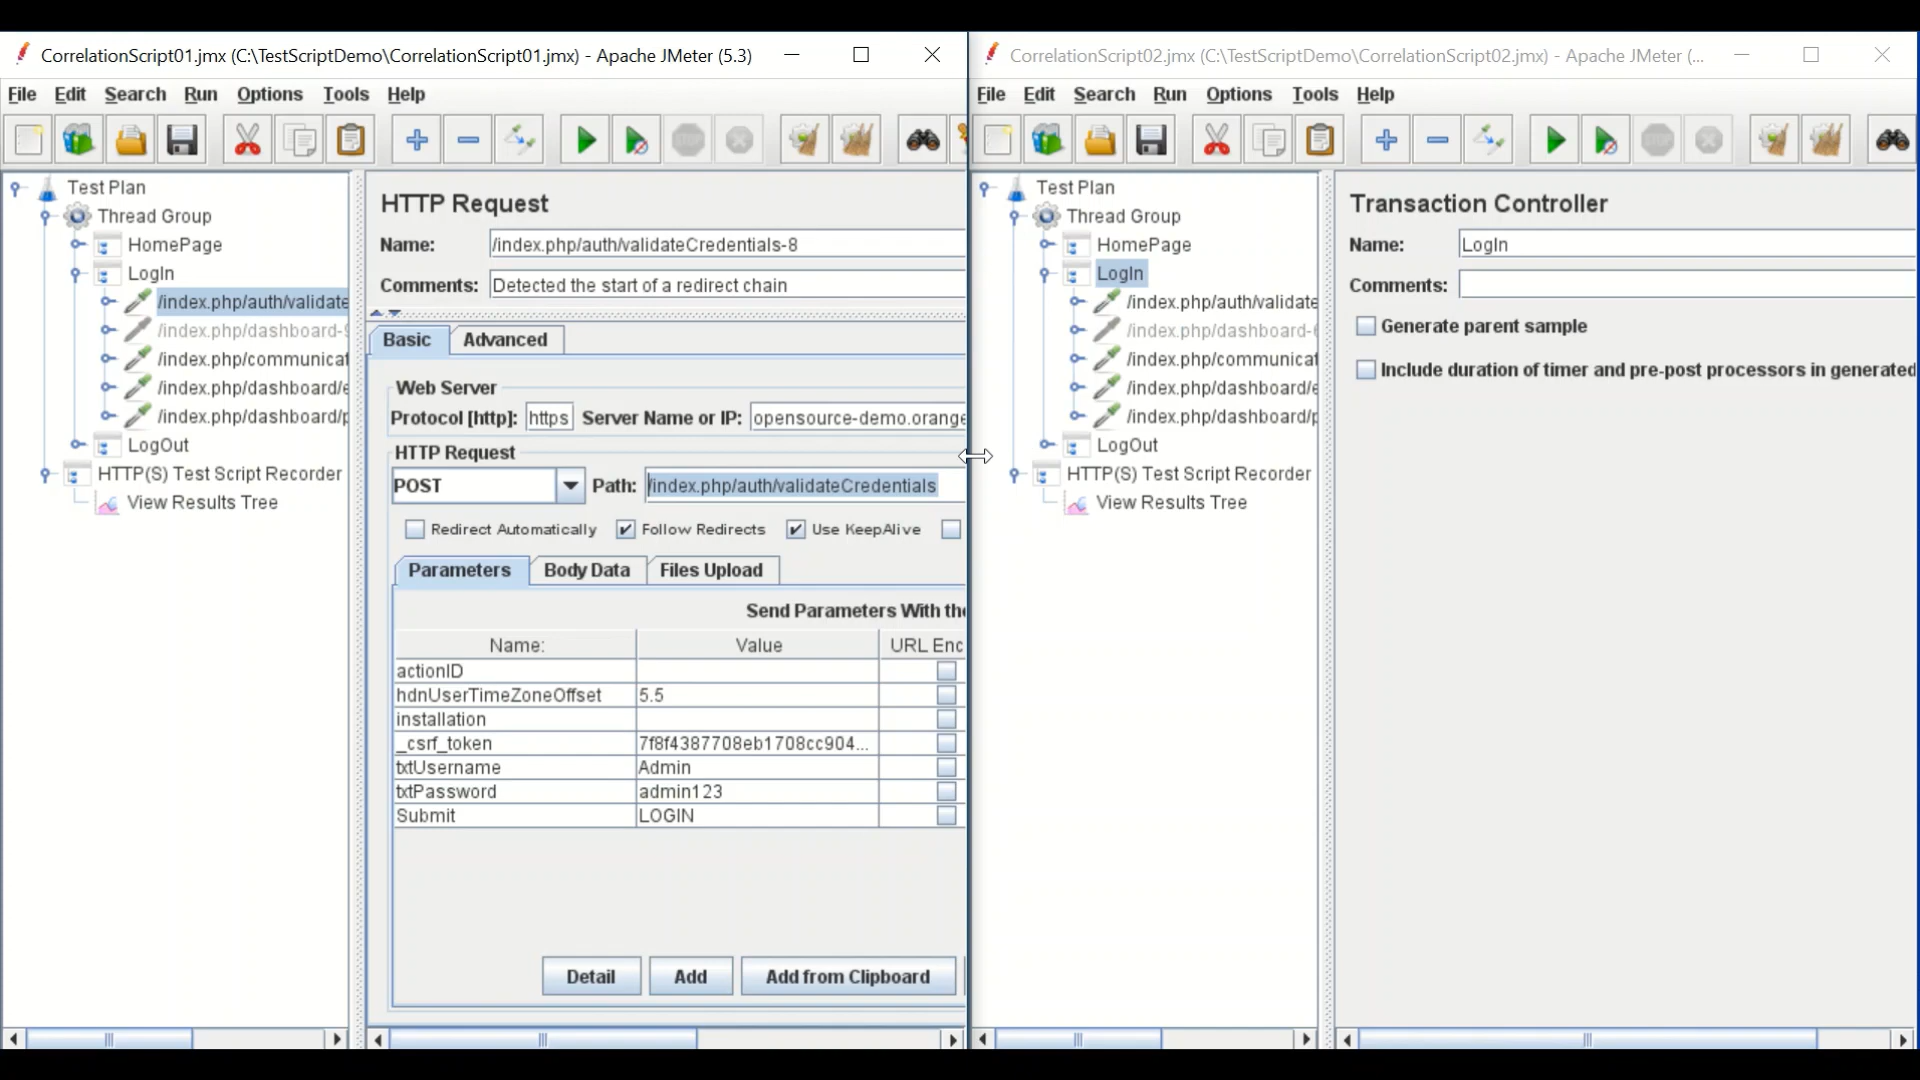 CorrelationScript01.jmx (C:\TestScriptDemo\CorrelationScript01.jmx) - Apache JMeter (5.3)
File Edit Search Run Options Tools Help
Test Plan
Thread Group
HomePage
LogIn
/index.php/auth/validate
/index.php/dashboard-
/index.php/communicat
/index.php/dashboard/e
/index.php/dashboard/p
LogOut
HTTP(S) Test Script Recorder
View Results Tree
HTTP Request
Name: /index.php/auth/validateCredentials-8
Comments: Detected the start of a redirect chain
Basic Advanced
Web Server
Protocol [http]: https Server Name or IP: opensource-demo.orange
HTTP Request
POST Path: /index.php/auth/validateCredentials
Redirect Automatically Follow Redirects Use KeepAlive
Parameters Body Data Files Upload
Send Parameters With the
Name: Value URL Enc
actionID
hdnUserTimeZoneOffset 5.5
installation
_csrf_token 7f8f4387708eb1708cc904...
txtUsername Admin
txtPassword admin123
Submit LOGIN
Detail Add Add from Clipboard
CorrelationScript02.jmx (C:\TestScriptDemo\CorrelationScript02.jmx) - Apache JMeter (...
File Edit Search Run Options Tools Help
Test Plan
Thread Group
HomePage
LogIn
/index.php/auth/validate
/index.php/dashboard-6
/index.php/communicat
/index.php/dashboard/e
/index.php/dashboard/p
LogOut
HTTP(S) Test Script Recorder
View Results Tree
Transaction Controller
Name: LogIn
Comments:
Generate parent sample
Include duration of timer and pre-post processors in generated